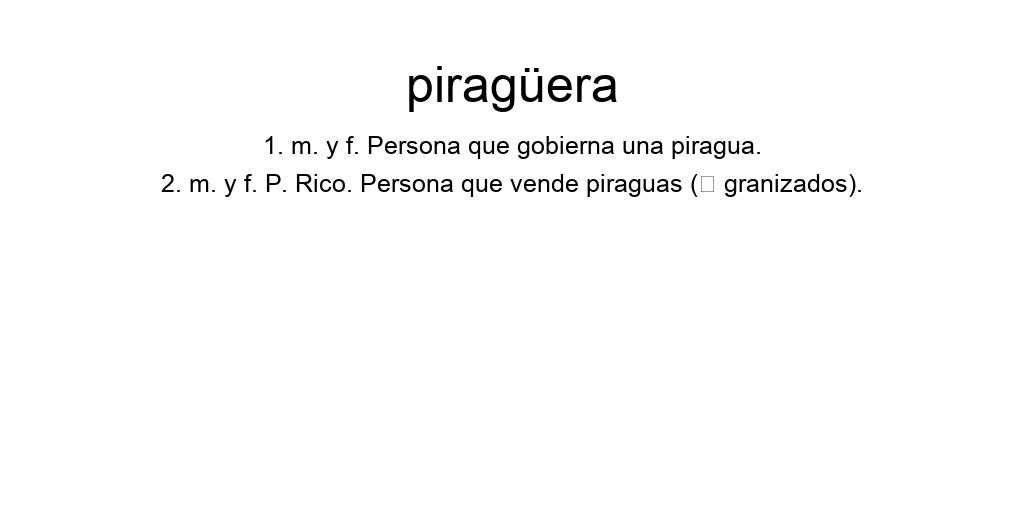 piragüera
1. m. y f. Persona que gobierna una piragua.
2. m. y f. P. Rico. Persona que vende piraguas (□ granizados).